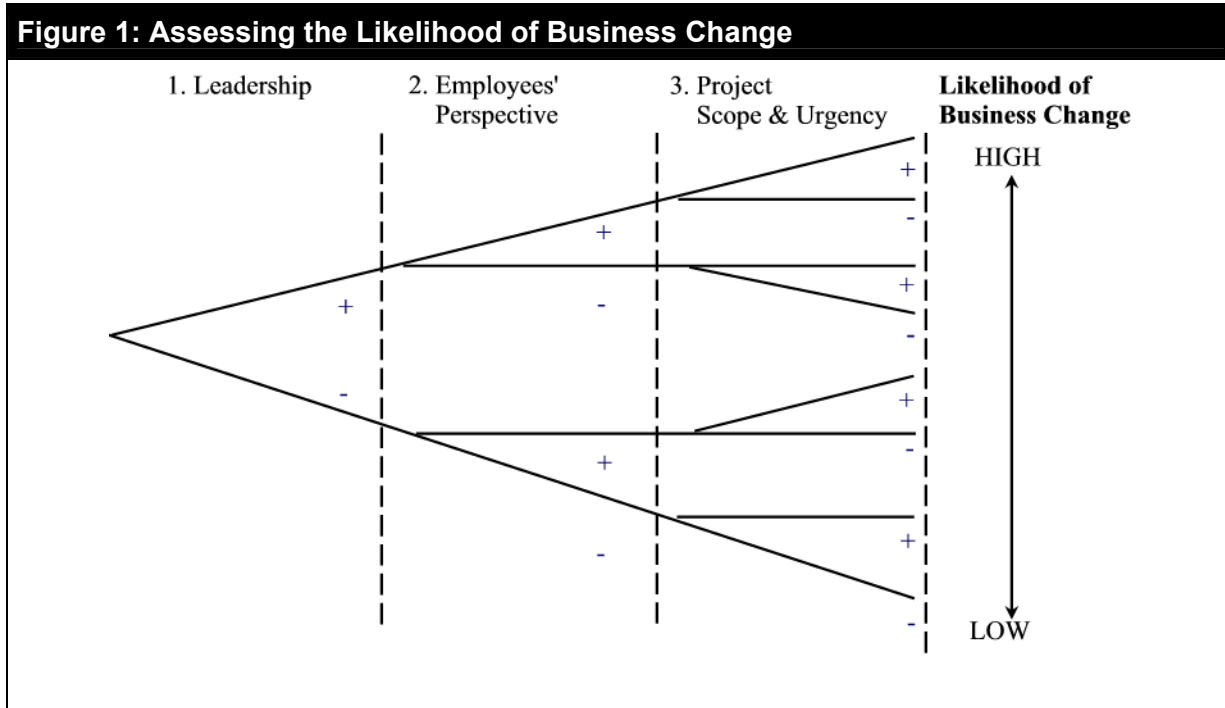 Figure 1: Assessing the Likelihood of Business Change
1. Leadership
2. Employees'
Perspective
3. Project
Scope & Urgency
Likelihood of
Business Change
HIGH
+
-
+
+
-
+
-
-
+
-
+
-
+
-
LOW